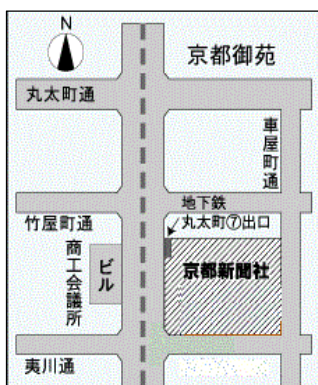 N
京都御苑
丸太町通
車屋町通
地下鉄
丸太町⑦出口
竹屋町通
商工会議所
ビル
京都新聞社
夷川通